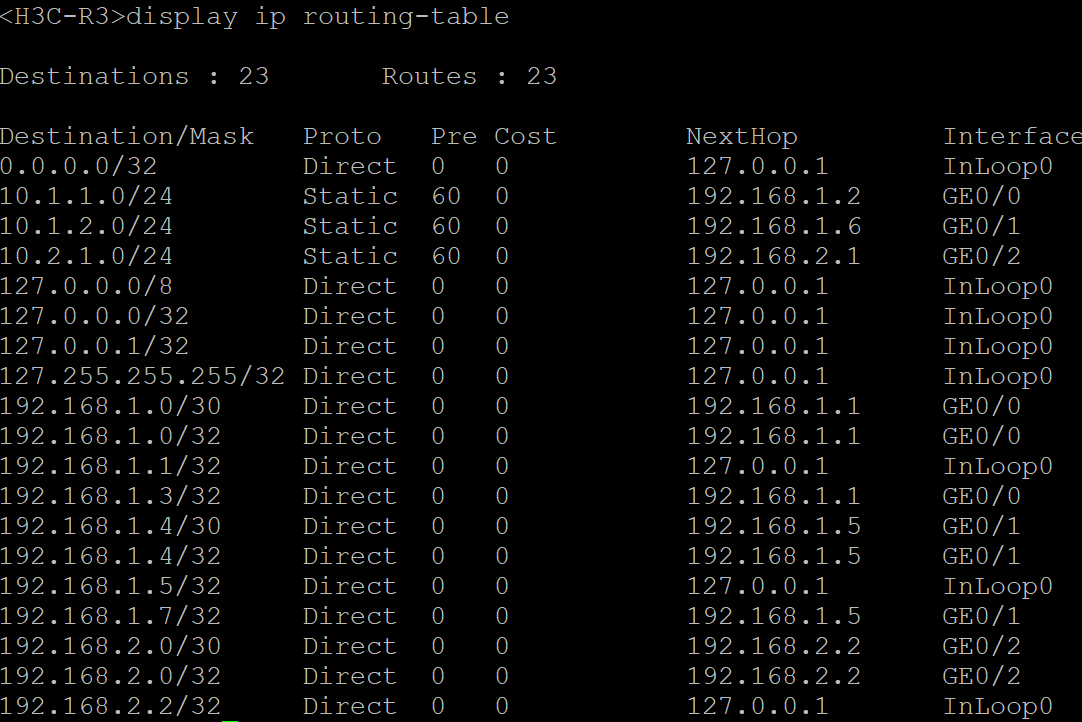 <H3C-R3>display ip routing-table
Destinations : 23 Routes : 23
Destination/Mask Proto Pre Cost NextHop Interface
0.0.0.0/32 Direct 0 0 127.0.0.1 InLoop0
10.1.1.0/24 Static 60 0 192.168.1.2 GE0/0
10.1.2.0/24 Static 60 0 192.168.1.6 GE0/1
10.2.1.0/24 Static 60 0 192.168.2.1 GE0/2
127.0.0.0/8 Direct 0 0 127.0.0.1 InLoop0
127.0.0.0/32 Direct 0 0 127.0.0.1 InLoop0
127.0.0.1/32 Direct 0 0 127.0.0.1 InLoop0
127.255.255.255/32 Direct 0 0 127.0.0.1 InLoop0
192.168.1.0/30 Direct 0 0 192.168.1.1 GE0/0
192.168.1.0/32 Direct 0 0 192.168.1.1 GE0/0
192.168.1.1/32 Direct 0 0 127.0.0.1 InLoop0
192.168.1.3/32 Direct 0 0 192.168.1.1 GE0/0
192.168.1.4/30 Direct 0 0 192.168.1.5 GE0/1
192.168.1.4/32 Direct 0 0 192.168.1.5 GE0/1
192.168.1.5/32 Direct 0 0 127.0.0.1 InLoop0
192.168.1.7/32 Direct 0 0 192.168.1.5 GE0/1
192.168.2.0/30 Direct 0 0 192.168.2.2 GE0/2
192.168.2.0/32 Direct 0 0 192.168.2.2 GE0/2
192.168.2.2/32 Direct 0 0 127.0.0.1 InLoop0